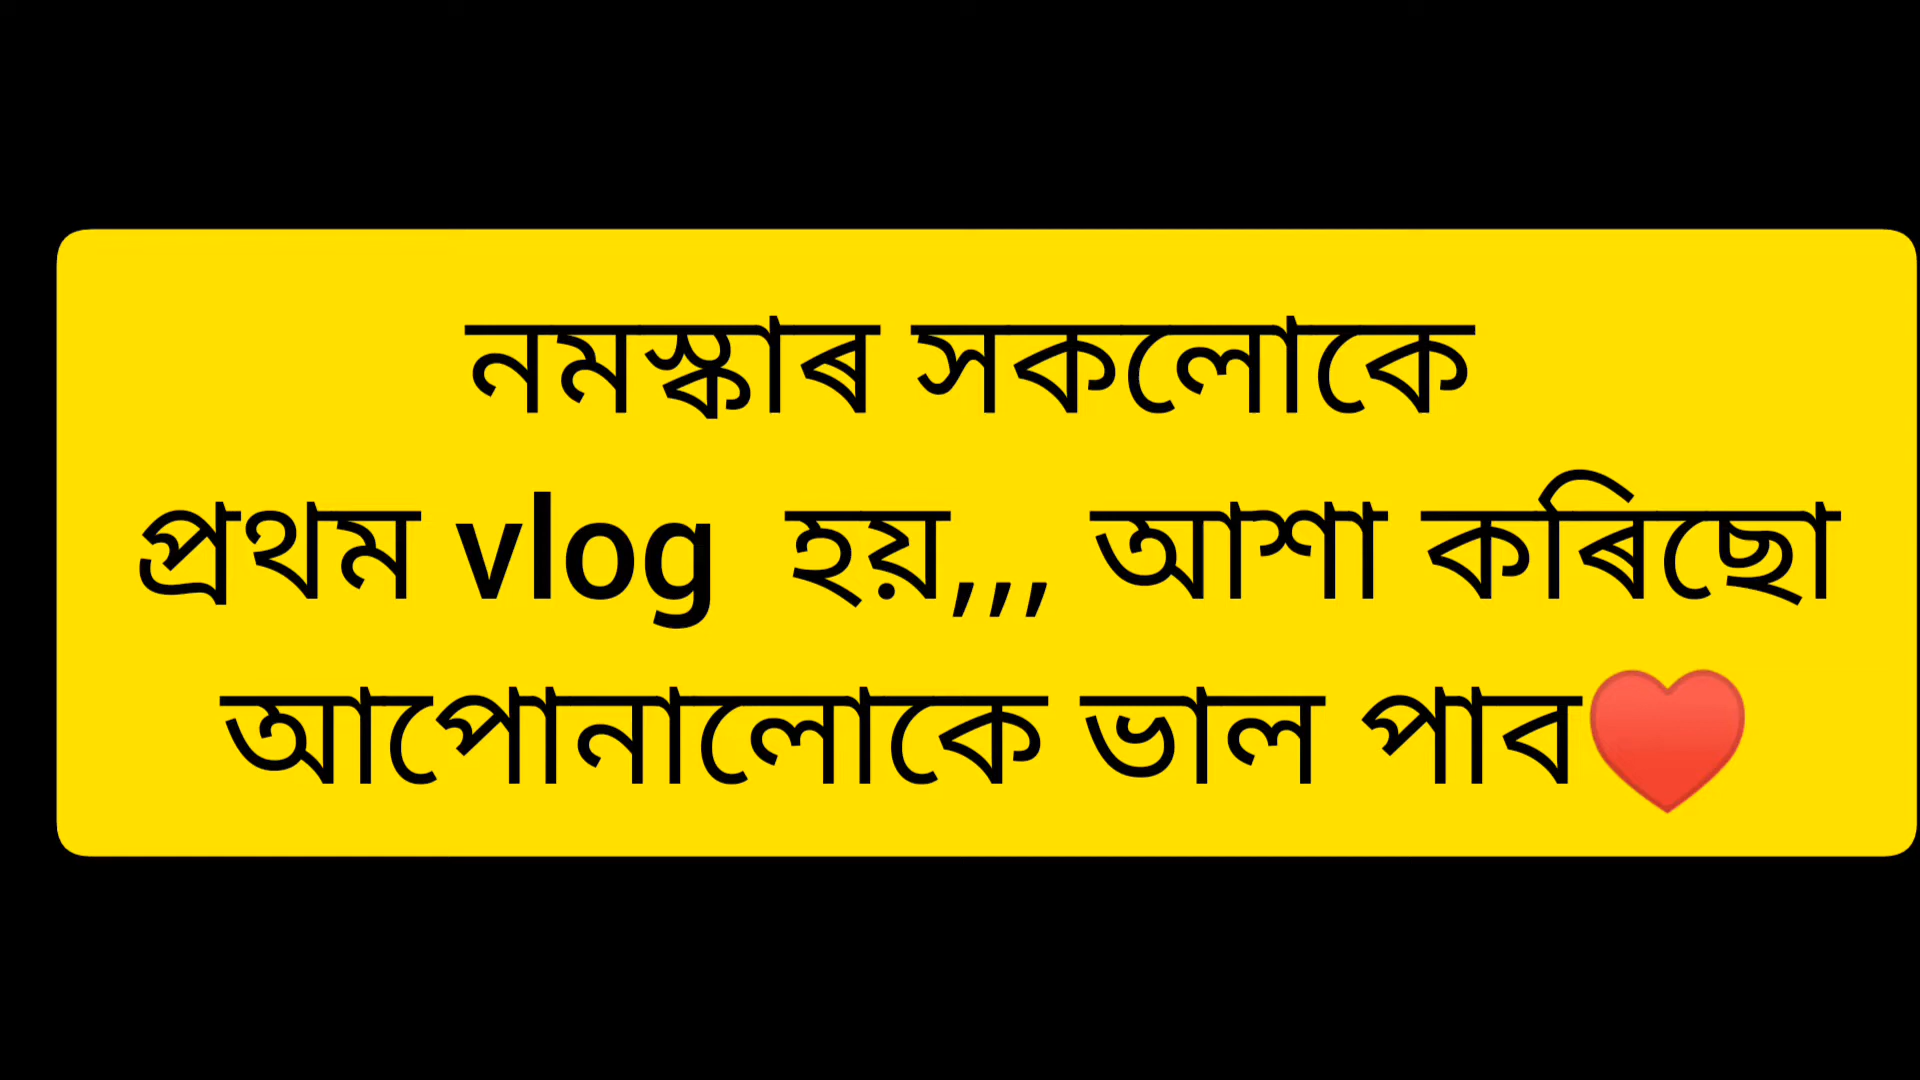 নমস্কাৰ সকলোকে
প্ৰথম vlog হয়,,, আশা কৰিছো
আপোনালোকে ভাল পাব♥️